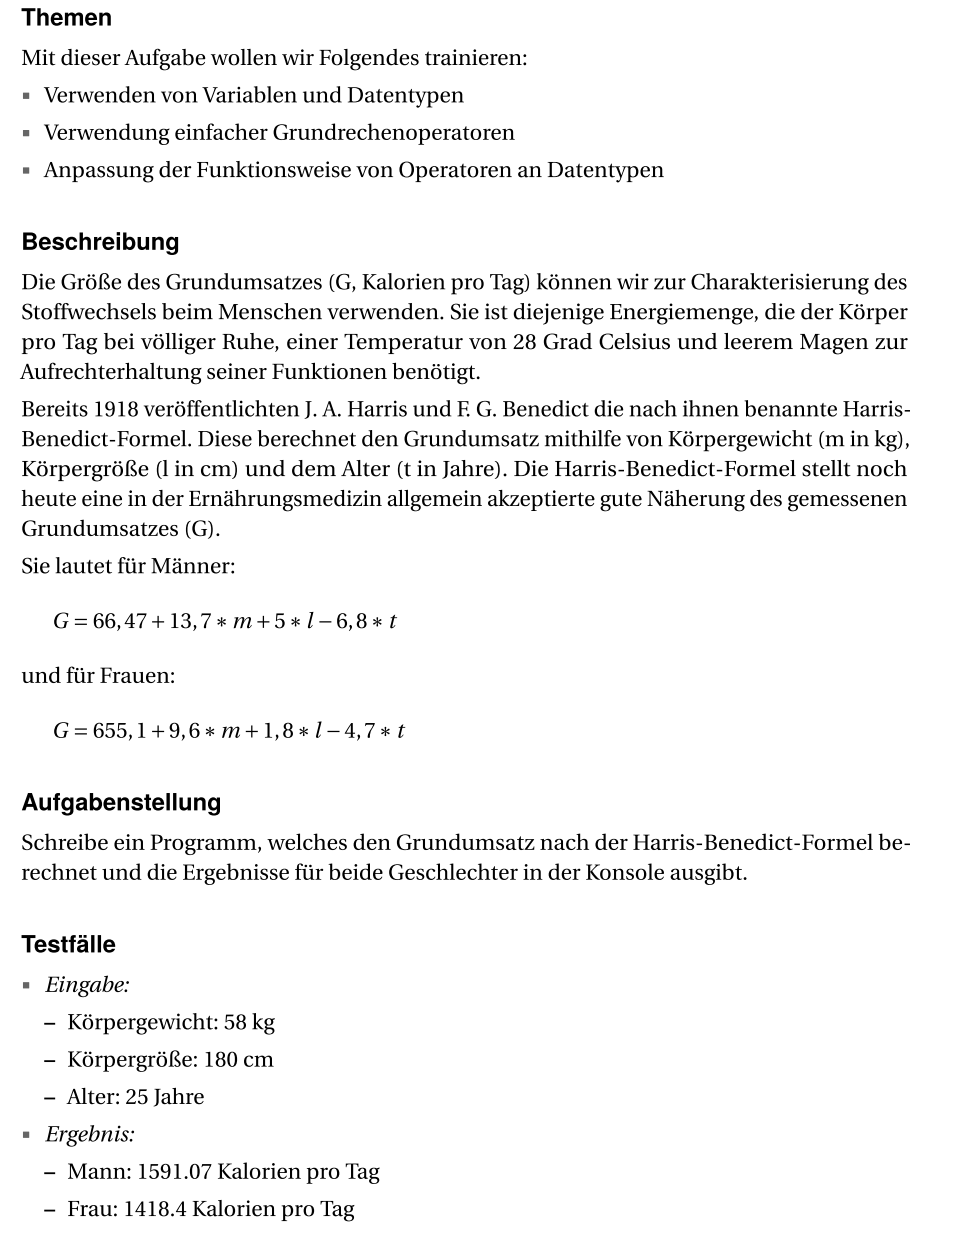 Themen
Mit dieser Aufgabe wollen wir Folgendes trainieren:
▪ Verwenden von Variablen und Datentypen
▪ Verwendung einfacher Grundrechenoperatoren
▪ Anpassung der Funktionsweise von Operatoren an Datentypen
Beschreibung
Die Größe des Grundumsatzes (G, Kalorien pro Tag) können wir zur Charakterisierung des
Stoffwechsels beim Menschen verwenden. Sie ist diejenige Energiemenge, die der Körper
pro Tag bei völliger Ruhe, einer Temperatur von 28 Grad Celsius und leerem Magen zur
Aufrechterhaltung seiner Funktionen benötigt.
Bereits 1918 veröffentlichten J. A. Harris und F. G. Benedict die nach ihnen benannte Harris-
Benedict-Formel. Diese berechnet den Grundumsatz mithilfe von Körpergewicht (m in kg),
Körpergröße (l in cm) und dem Alter (t in Jahre). Die Harris-Benedict-Formel stellt noch
heute eine in der Ernährungsmedizin allgemein akzeptierte gute Näherung des gemessenen
Grundumsatzes (G).
Sie lautet für Männer:
G = 66,47 + 13,7 * m + 5 * l − 6,8 * t
und für Frauen:
G = 655,1 + 9,6 * m + 1,8 * l − 4,7 * t
Aufgabenstellung
Schreibe ein Programm, welches den Grundumsatz nach der Harris-Benedict-Formel be-
rechnet und die Ergebnisse für beide Geschlechter in der Konsole ausgibt.
Testfälle
▪ Eingabe:
– Körpergewicht: 58 kg
– Körpergröße: 180 cm
– Alter: 25 Jahre
▪ Ergebnis:
– Mann: 1591.07 Kalorien pro Tag
– Frau: 1418.4 Kalorien pro Tag